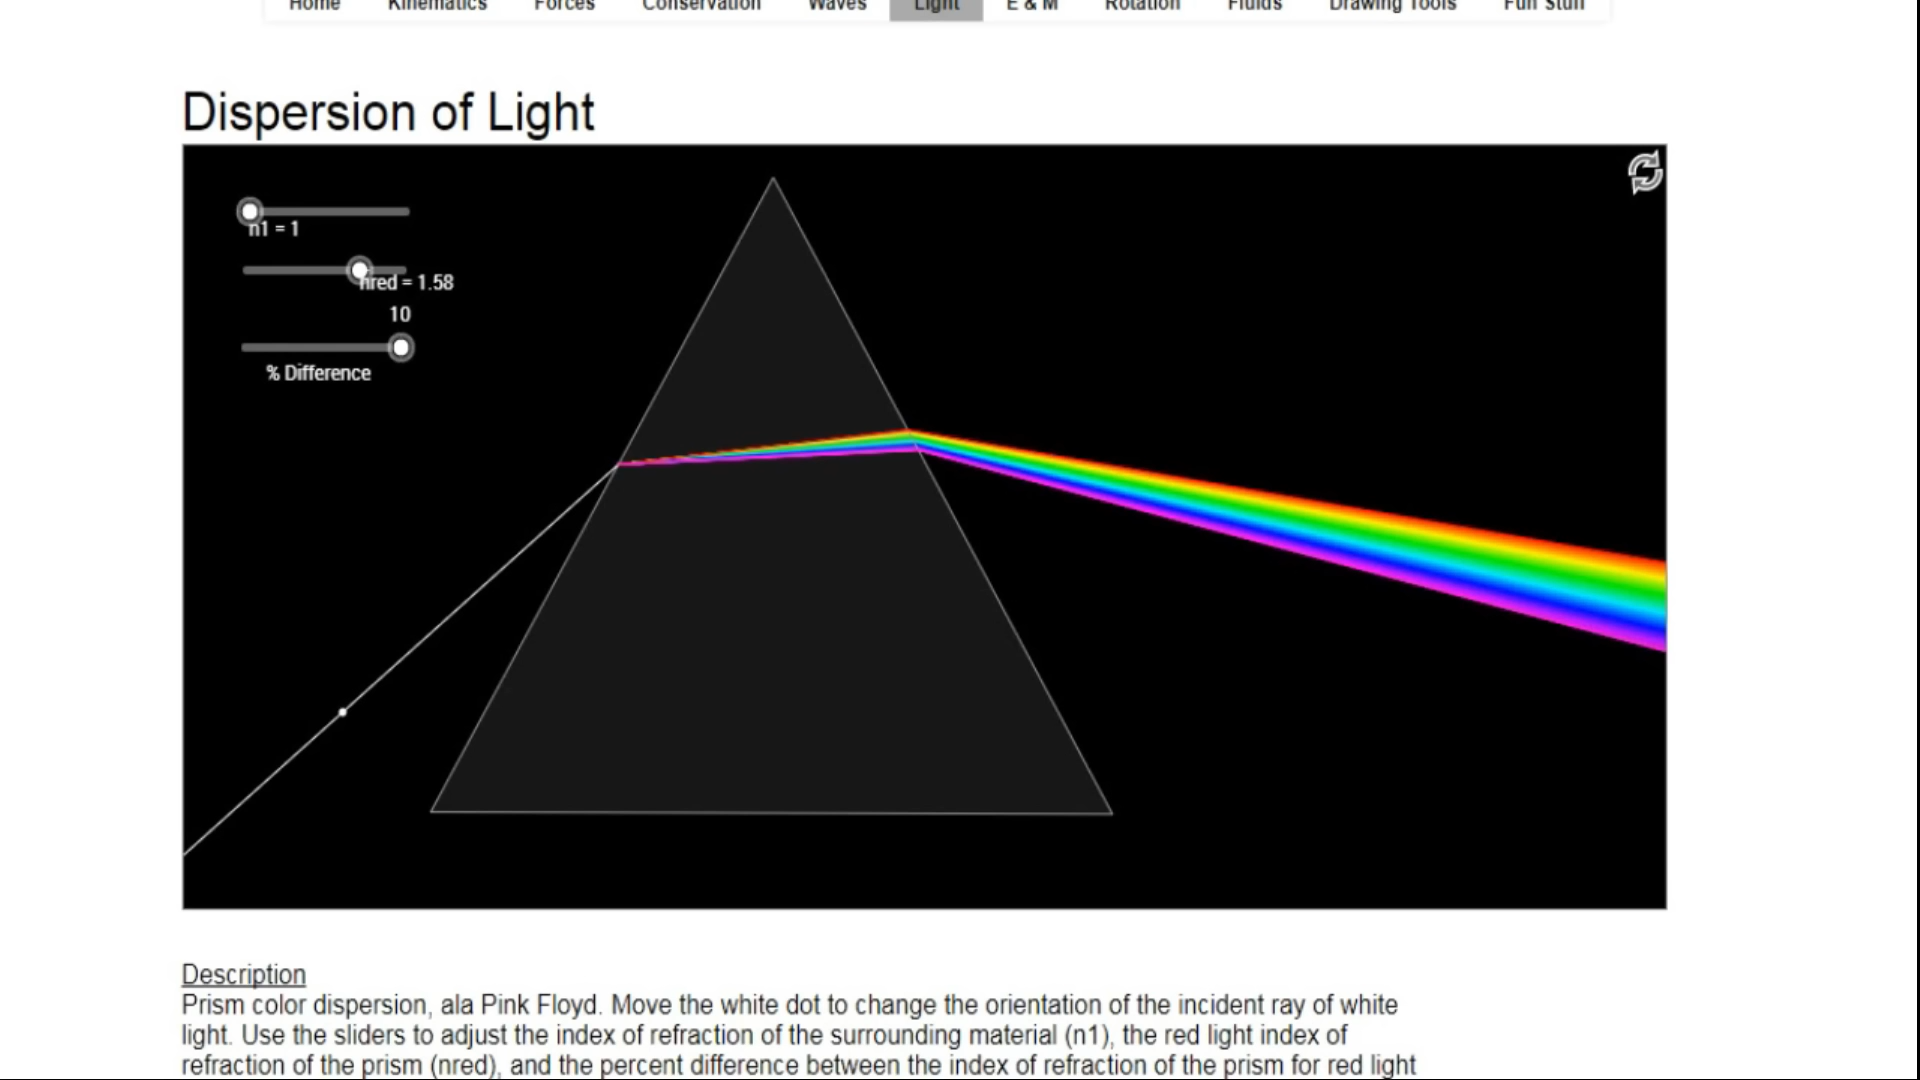 Home Kinematics Forces Conservation Waves Light E & M Rotation Fluids Drawing Tools Fun Stuff
Dispersion of Light
n1 = 1
nred = 1.58
10
% Difference
Description
Prism color dispersion, ala Pink Floyd. Move the white dot to change the orientation of the incident ray of white
light. Use the sliders to adjust the index of refraction of the surrounding material (n1), the red light index of
refraction of the prism (nred), and the percent difference between the index of refraction of the prism for red light